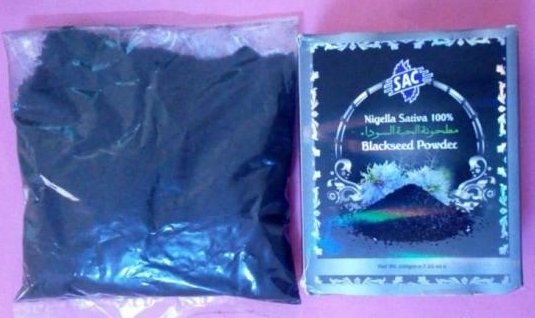 SAC
Nigella Sativa 100%
مطحونة الحبة السوداء
Blackseed Powder